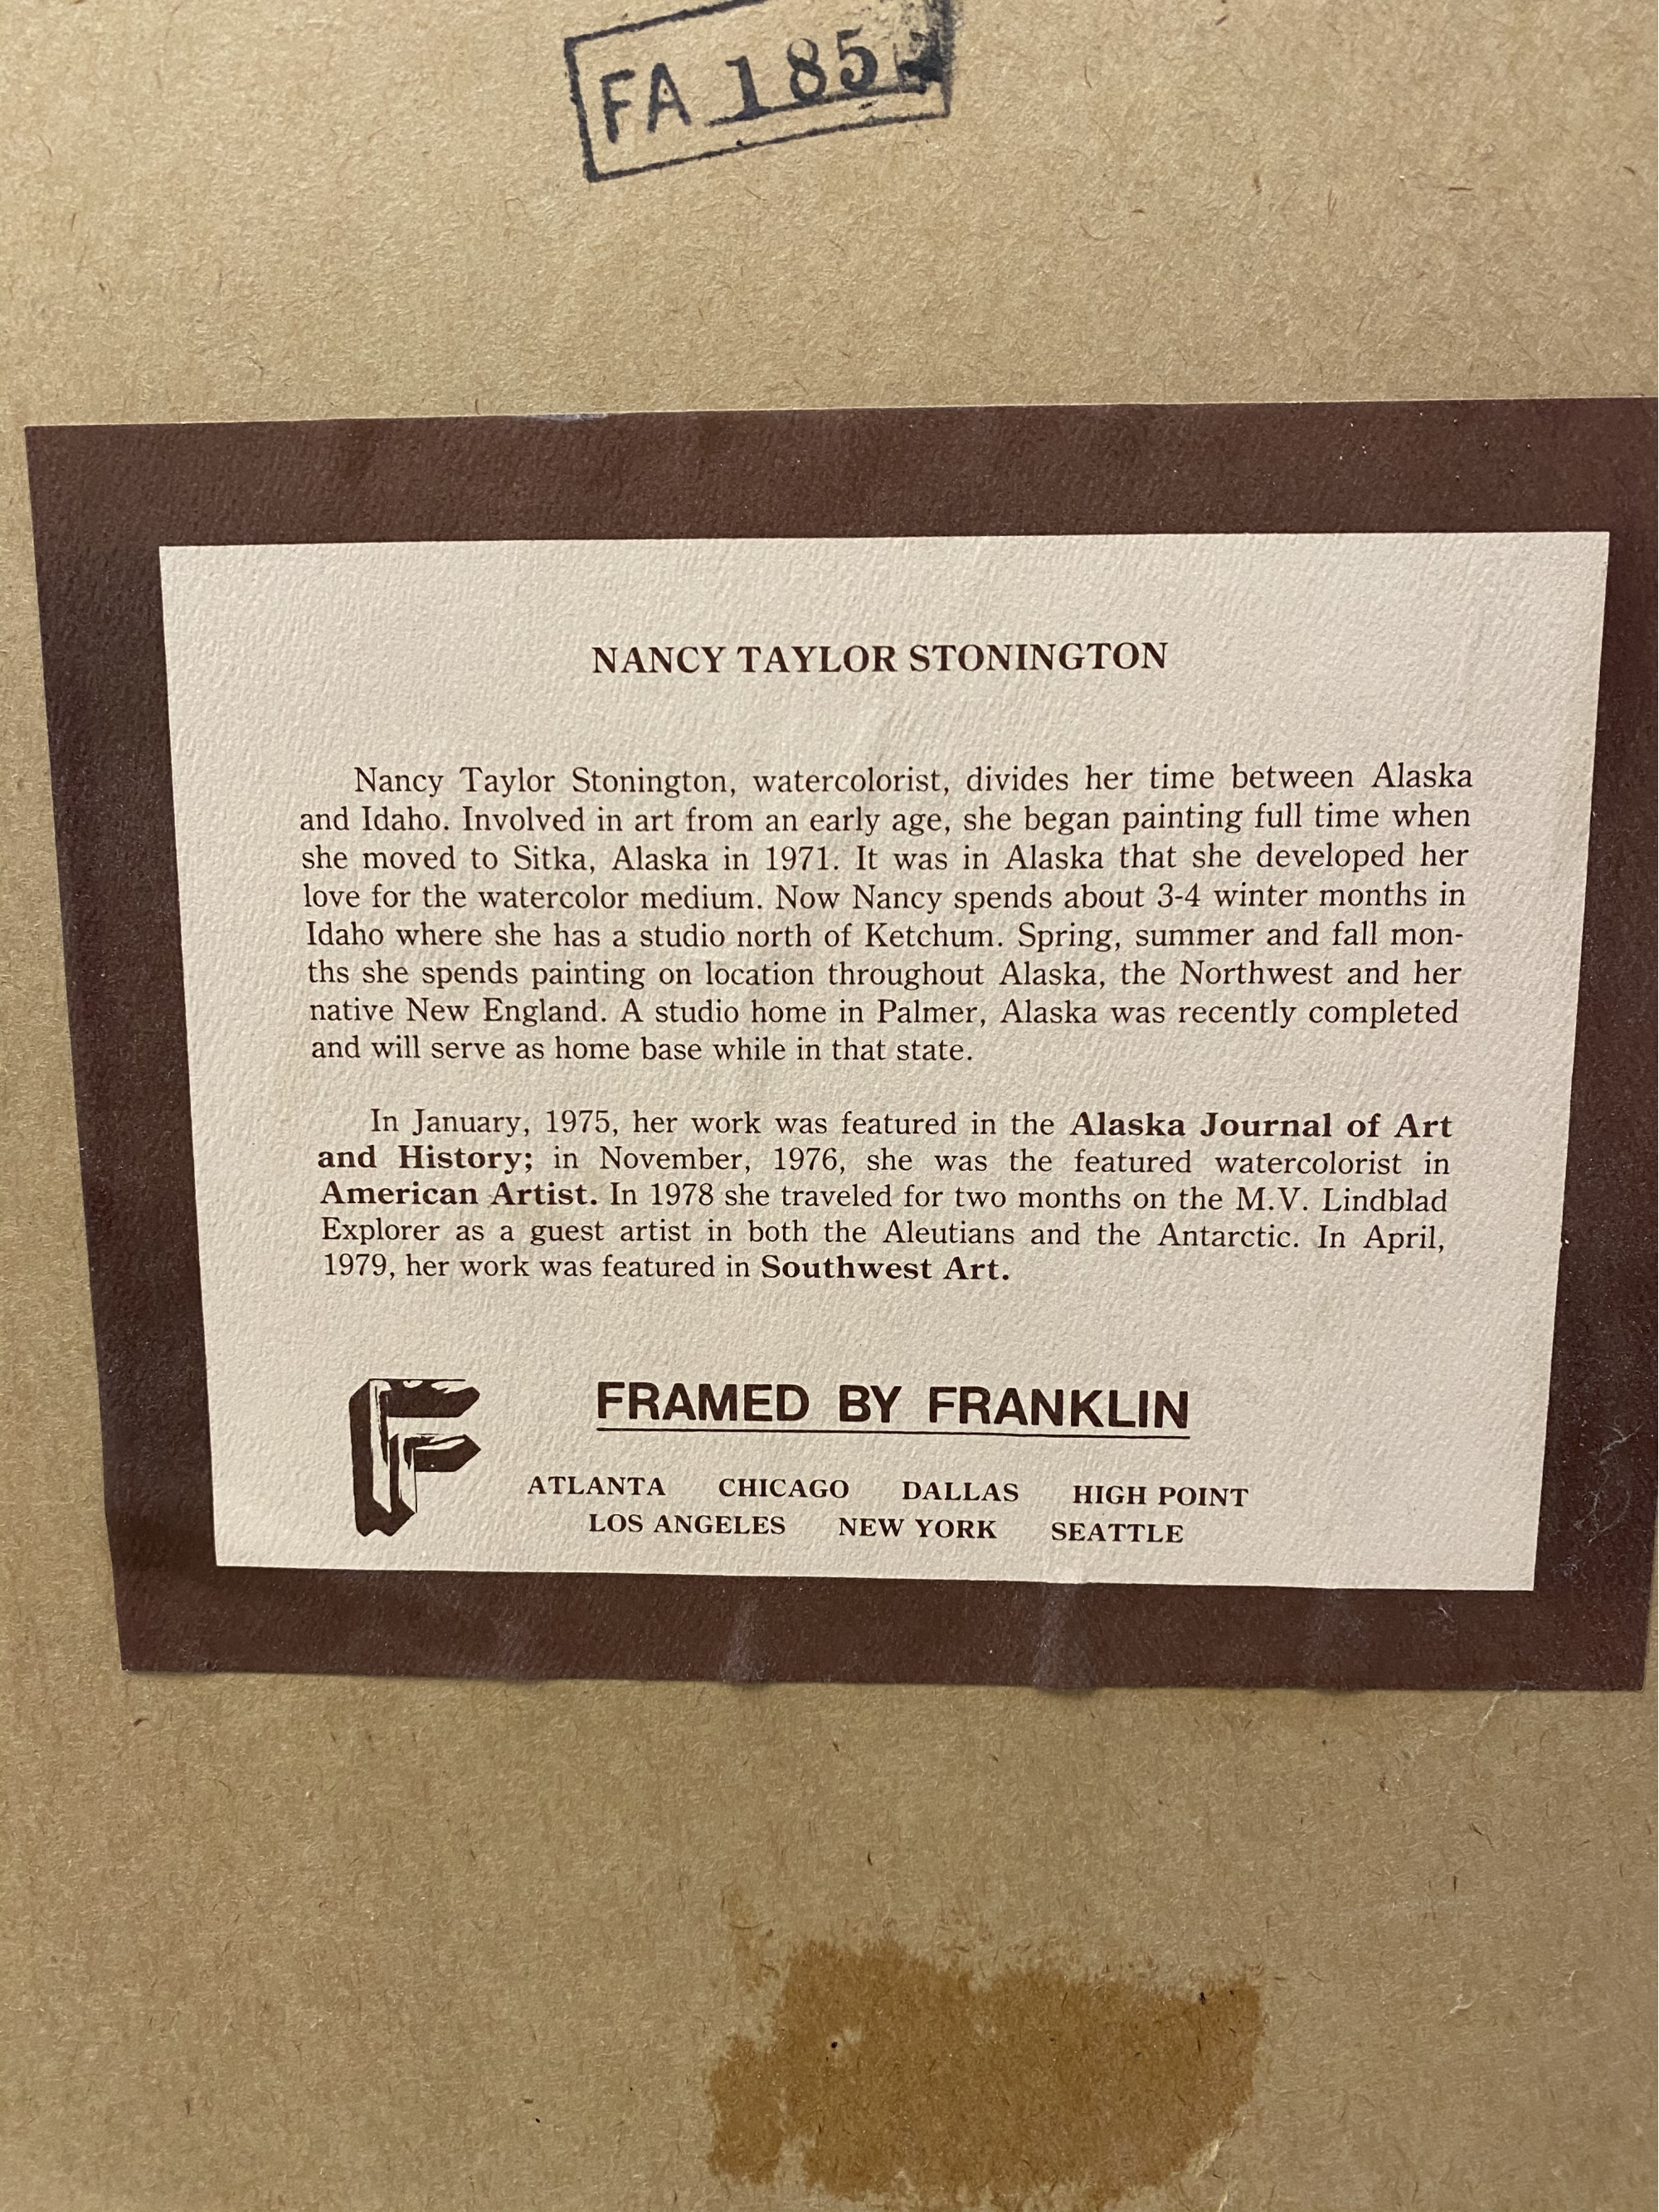 FA 185
NANCY TAYLOR STONINGTON
Nancy Taylor Stonington, watercolorist, divides her time between Alaska
and Idaho. Involved in art from an early age, she began painting full time when
she moved to Sitka, Alaska in 1971. It was in Alaska that she developed her
love for the watercolor medium. Now Nancy spends about 3-4 winter months in
Idaho where she has a studio north of Ketchum. Spring, summer and fall mon-
ths she spends painting on location throughout Alaska, the Northwest and her
native New England. A studio home in Palmer, Alaska was recently completed
and will serve as home base while in that state.
In January, 1975, her work was featured in the Alaska Journal of Art
and History; in November, 1976, she was the featured watercolorist in
American Artist. In 1978 she traveled for two months on the M.V. Lindblad
Explorer as a guest artist in both the Aleutians and the Antarctic. In April,
1979, her work was featured in Southwest Art.
F FRAMED BY FRANKLIN
ATLANTA CHICAGO DALLAS HIGH POINT
LOS ANGELES NEW YORK SEATTLE